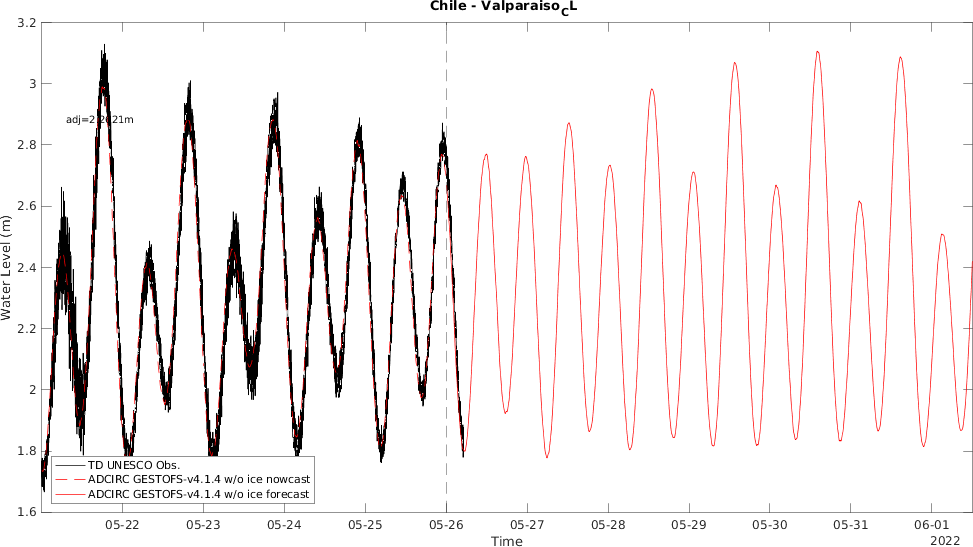 Chile - Valparaiso_CL
3.2
3
2.8
2.6
2.4
2.2
2
1.8
1.6
Water Level (m)
adj=2.2021m
TD UNESCO Obs.
ADCIRC GESTOFS-v4.1.4 w/o ice nowcast
ADCIRC GESTOFS-v4.1.4 w/o ice forecast
05-22 05-23 05-24 05-25 05-26 05-27 05-28 05-29 05-30 05-31 06-01
Time
2022